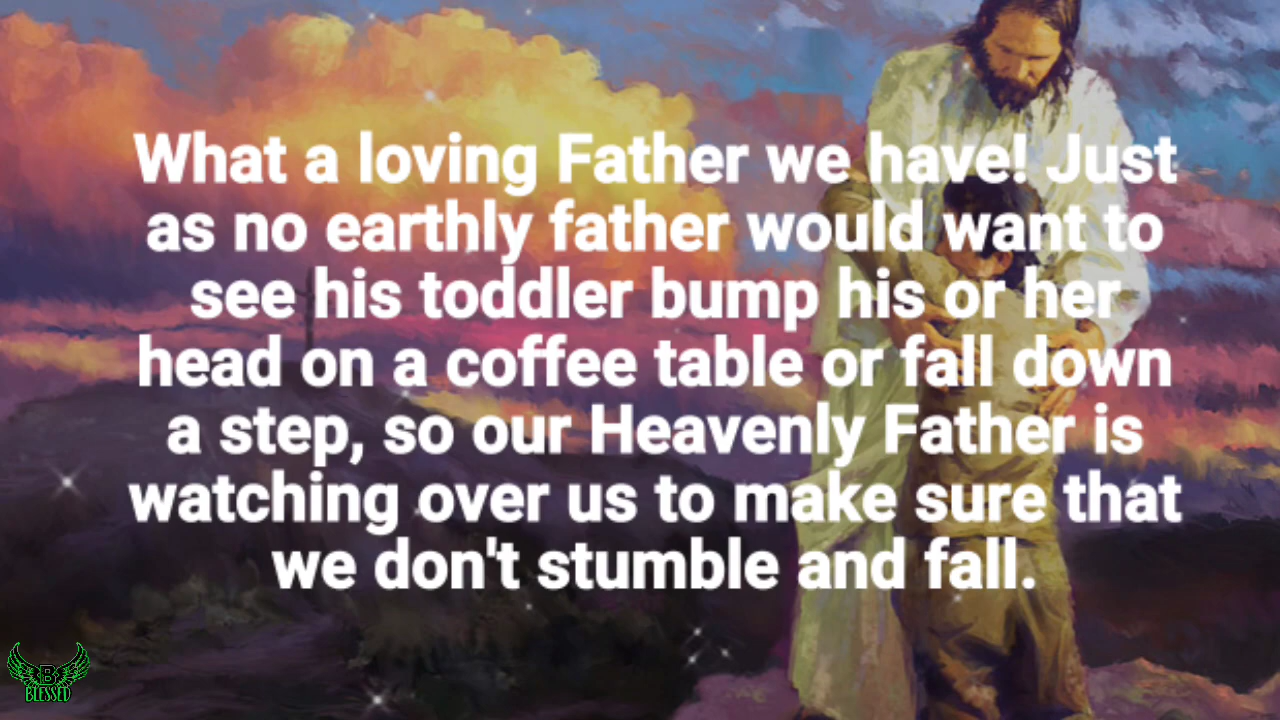 What a loving Father we have! Just
as no earthly father would want to
see his toddler bump his or her
head on a coffee table or fall down
a step, so our Heavenly Father is
watching over us to make sure that
we don't stumble and fall.
B
BLESSED